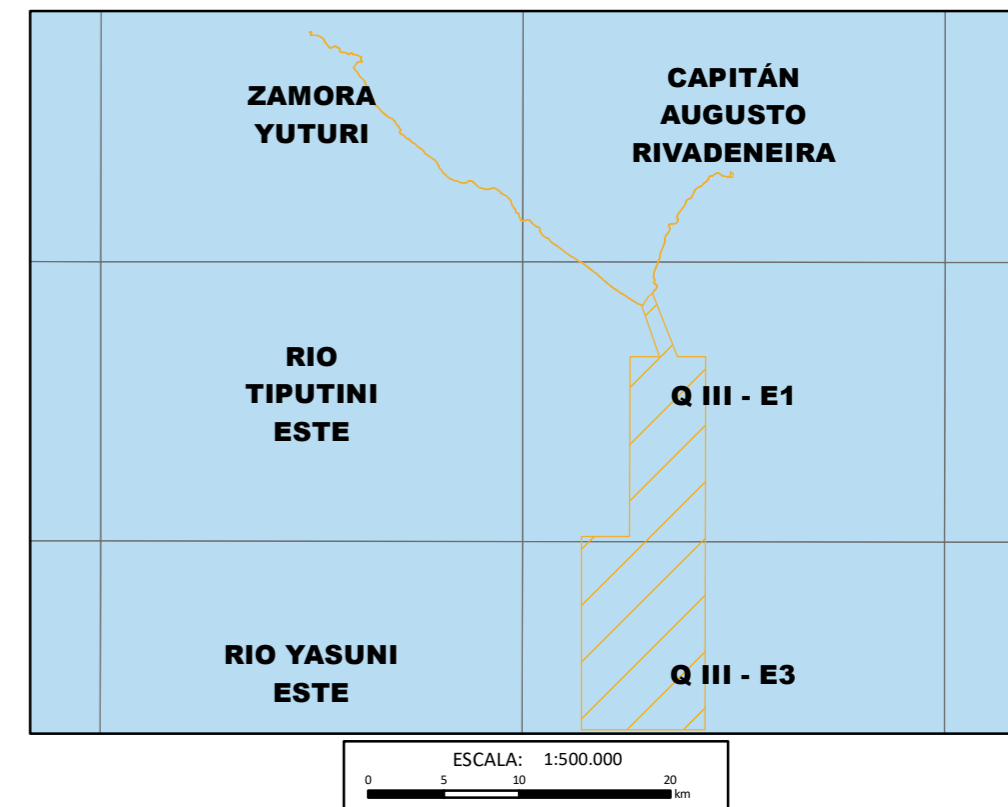 ZAMORA
YUTURI
CAPITÁN
AUGUSTO
RIVADENEIRA
RIO
TIPUTINI
ESTE
Q III - E1
RIO YASUNI
ESTE
Q III - E3
ESCALA: 1:500.000
0 5 10 20
km